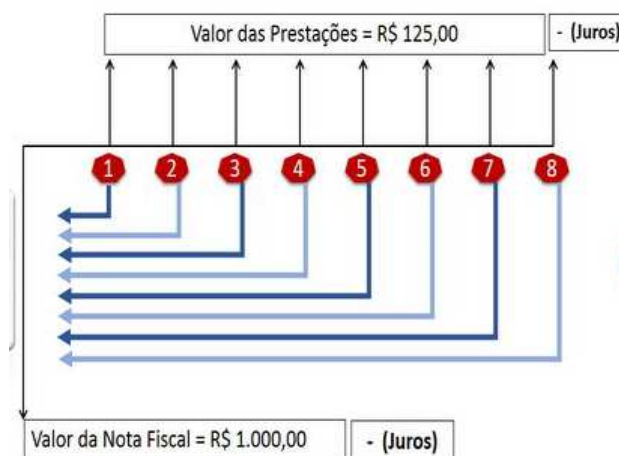 Valor das Prestações = R$ 125,00 - (Juros)
1 2 3 4 5 6 7 8
Valor da Nota Fiscal = R$ 1.000,00 - (Juros)